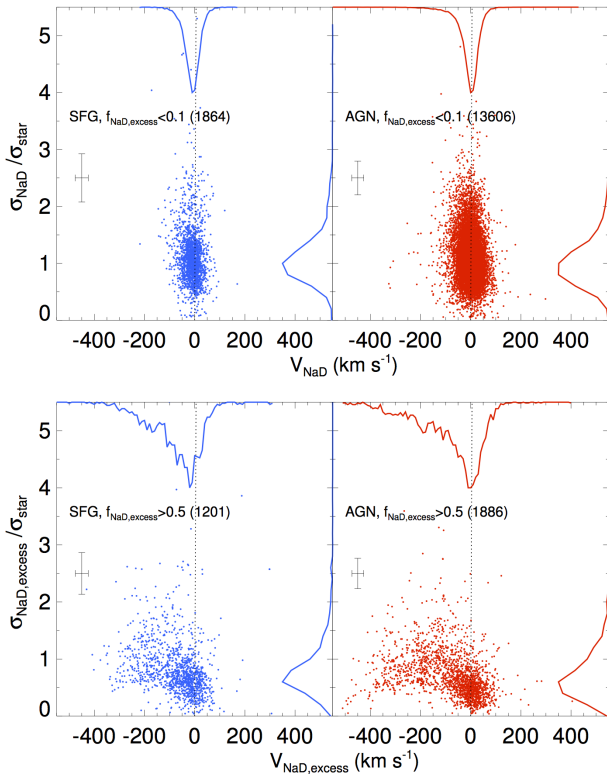 5
4
3
2
1
0
σNaD/σstar
SFG, fNaD,excess<0.1 (1864)
AGN, fNaD,excess<0.1 (13606)
-400 -200 0 200 400 -400 -200 0 200 400
VNaD (km s-1)
5
4
3
2
1
0
σNaD,excess/σstar
SFG, fNaD,excess>0.5 (1201)
AGN, fNaD,excess>0.5 (1886)
-400 -200 0 200 400 -400 -200 0 200 400
VNaD,excess (km s-1)